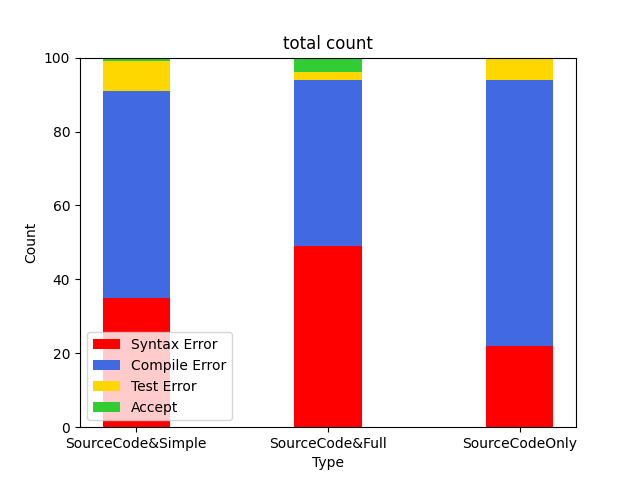 total count
100
80
60
40
20
0
Count
Syntax Error
Compile Error
Test Error
Accept
SourceCode&Simple
SourceCode&Full
SourceCodeOnly
Type